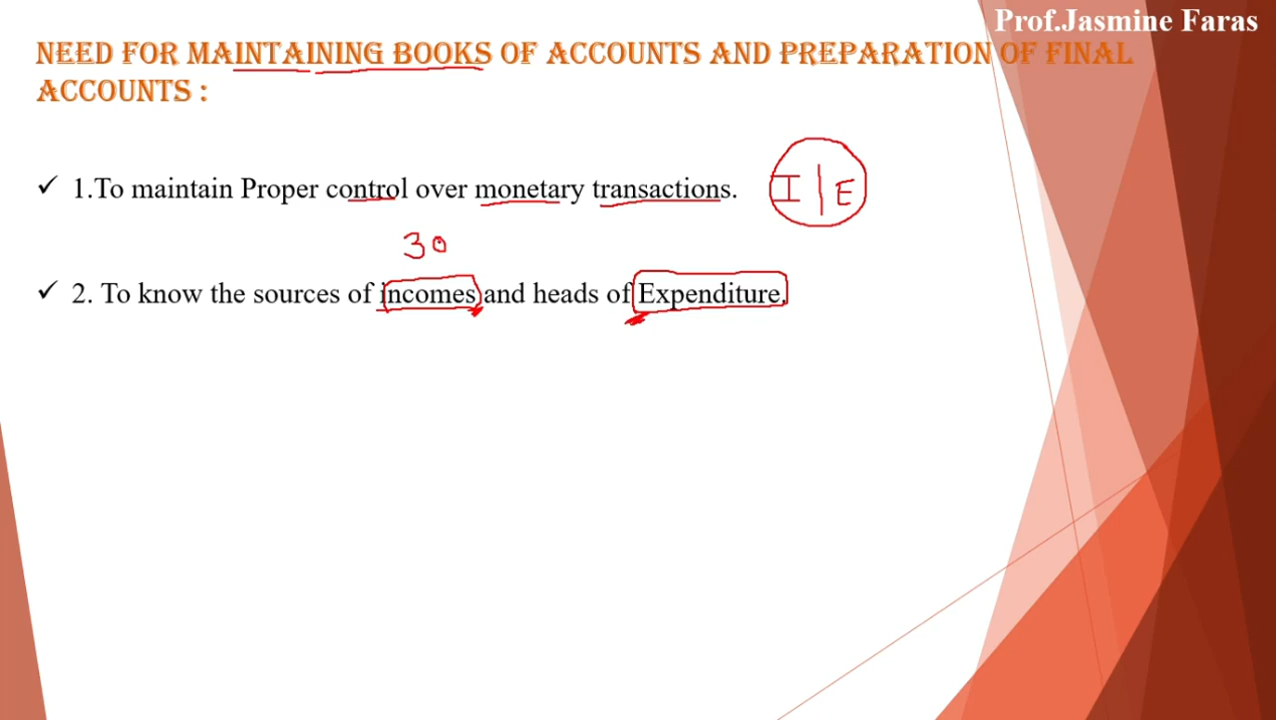 Prof.Jasmine Faras
NEED FOR MAINTAINING BOOKS OF ACCOUNTS AND PREPARATION OF FINAL
ACCOUNTS :
✓ 1.To maintain Proper control over monetary transactions. I | E
30
✓ 2. To know the sources of incomes and heads of Expenditure.